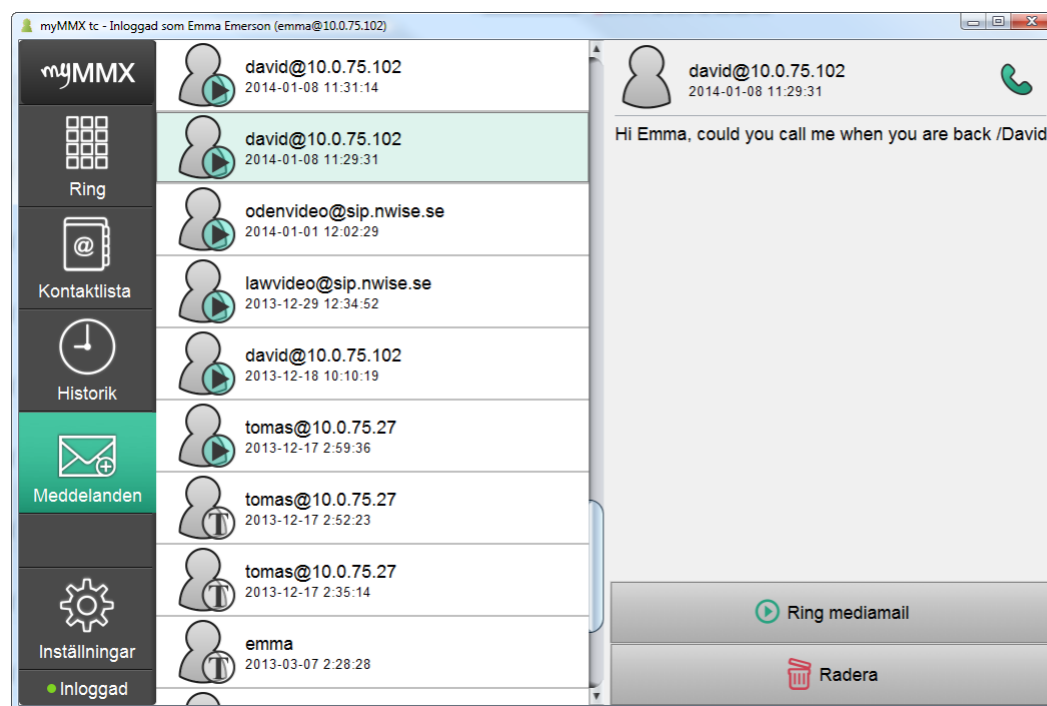 myMMX tc - Inloggad som Emma Emerson (emma@10.0.75.102)
myMMX
Ring
Kontaktlista
Historik
Meddelanden
Inställningar
Inloggad
david@10.0.75.102
2014-01-08 11:31:14
david@10.0.75.102
2014-01-08 11:29:31
odenvideo@sip.nwise.se
2014-01-01 12:02:29
lawvideo@sip.nwise.se
2013-12-29 12:34:52
david@10.0.75.102
2013-12-18 10:10:19
tomas@10.0.75.27
2013-12-17 2:59:36
T tomas@10.0.75.27
2013-12-17 2:52:23
T tomas@10.0.75.27
2013-12-17 2:35:14
T emma
2013-03-07 2:28:28
david@10.0.75.102
2014-01-08 11:29:31
Hi Emma, could you call me when you are back /David
Ring mediamail
Radera